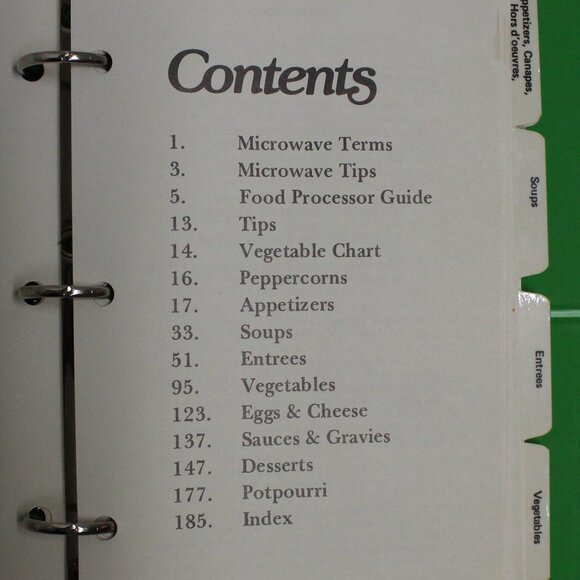 Contents
1. Microwave Terms
3. Microwave Tips
5. Food Processor Guide
13. Tips
14. Vegetable Chart
16. Peppercorns
17. Appetizers
33. Soups
51. Entrees
95. Vegetables
123. Eggs & Cheese
137. Sauces & Gravies
147. Desserts
177. Potpourri
185. Index
Canapes,
Hors d'oeuvres,
Soups
Entrees
Vegetables